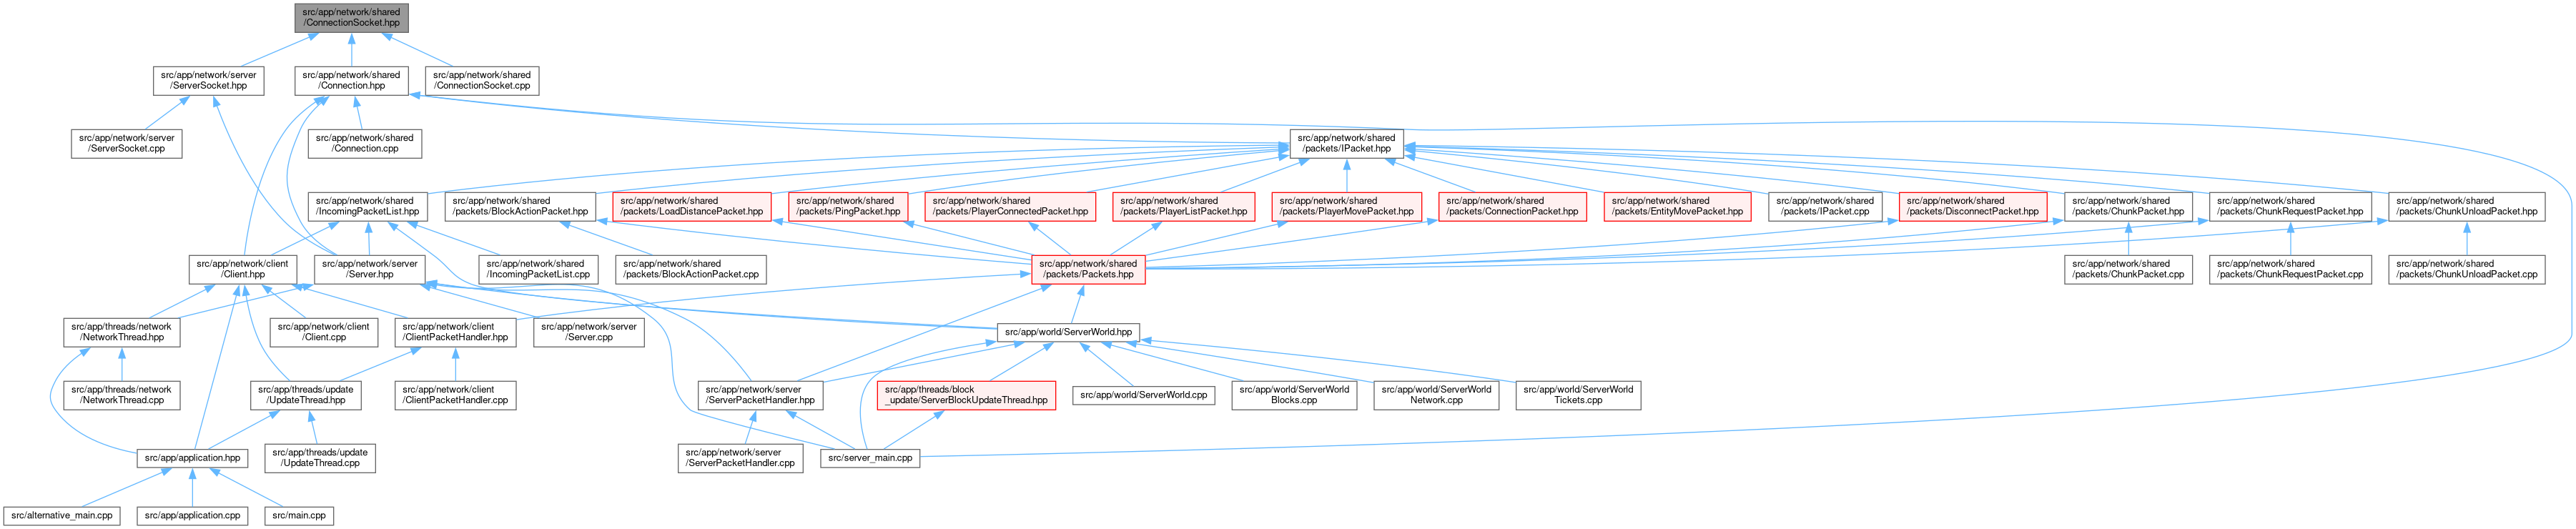 src/app/network/shared
/ConnectionSocket.hpp
src/app/network/server
/ServerSocket.hpp
src/app/network/shared
/Connection.hpp
src/app/network/shared
/ConnectionSocket.cpp
src/app/network/server
/ServerSocket.cpp
src/app/network/shared
/Connection.cpp
src/app/network/shared
/packets/IPacket.hpp
src/app/network/shared
/IncomingPacketList.hpp
src/app/network/shared
/packets/BlockActionPacket.hpp
src/app/network/shared
/packets/LoadDistancePacket.hpp
src/app/network/shared
/packets/PingPacket.hpp
src/app/network/shared
/packets/PlayerConnectedPacket.hpp
src/app/network/shared
/packets/PlayerListPacket.hpp
src/app/network/shared
/packets/PlayerMovePacket.hpp
src/app/network/shared
/packets/ConnectionPacket.hpp
src/app/network/shared
/packets/EntityMovePacket.hpp
src/app/network/shared
/packets/IPacket.cpp
src/app/network/shared
/packets/DisconnectPacket.hpp
src/app/network/shared
/packets/ChunkPacket.hpp
src/app/network/shared
/packets/ChunkRequestPacket.hpp
src/app/network/shared
/packets/ChunkUnloadPacket.hpp
src/app/network/client
/Client.hpp
src/app/network/server
/Server.hpp
src/app/network/shared
/IncomingPacketList.cpp
src/app/network/shared
/packets/BlockActionPacket.cpp
src/app/network/shared
/packets/Packets.hpp
src/app/network/shared
/packets/ChunkPacket.cpp
src/app/network/shared
/packets/ChunkRequestPacket.cpp
src/app/network/shared
/packets/ChunkUnloadPacket.cpp
src/app/threads/network
/NetworkThread.hpp
src/app/network/client
/Client.cpp
src/app/network/client
/ClientPacketHandler.hpp
src/app/network/server
/Server.cpp
src/app/world/ServerWorld.hpp
src/app/threads/network
/NetworkThread.cpp
src/app/threads/update
/UpdateThread.hpp
src/app/network/client
/ClientPacketHandler.cpp
src/app/network/server
/ServerPacketHandler.hpp
src/app/threads/block
_update/ServerBlockUpdateThread.hpp
src/app/world/ServerWorld.cpp
src/app/world/ServerWorld
Blocks.cpp
src/app/world/ServerWorld
Network.cpp
src/app/world/ServerWorld
Tickets.cpp
src/app/application.hpp
src/app/threads/update
/UpdateThread.cpp
src/app/network/server
/ServerPacketHandler.cpp
src/server_main.cpp
src/alternative_main.cpp
src/app/application.cpp
src/main.cpp